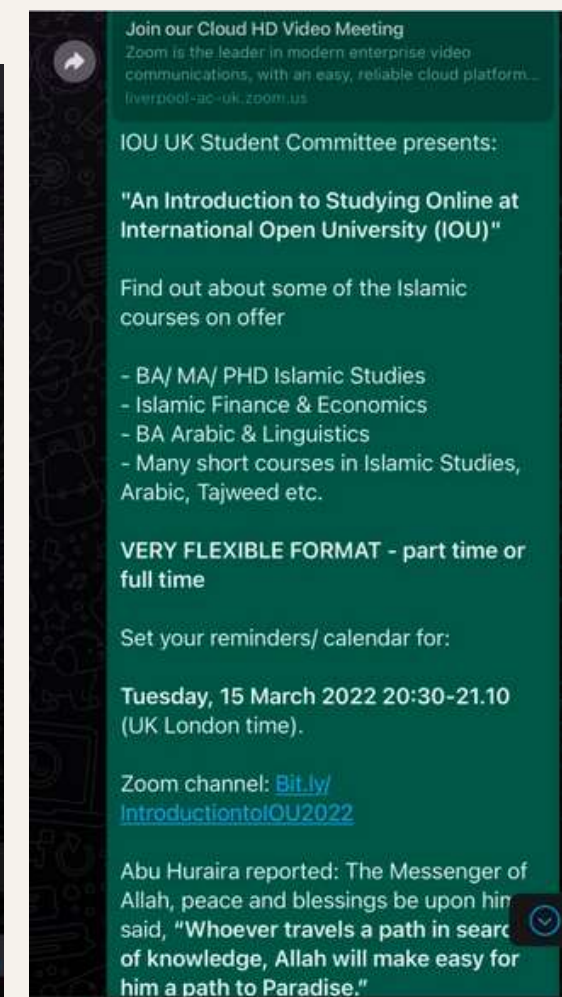 Join our Cloud HD Video Meeting
Zoom is the leader in modern enterprise video
communications, with an easy, reliable cloud platform...
liverpool-ac-uk.zoom.us
IOU UK Student Committee presents:
"An Introduction to Studying Online at
International Open University (IOU)"
Find out about some of the Islamic
courses on offer
- BA/ MA/ PHD Islamic Studies
- Islamic Finance & Economics
- BA Arabic & Linguistics
- Many short courses in Islamic Studies,
Arabic, Tajweed etc.
VERY FLEXIBLE FORMAT - part time or
full time
Set your reminders/ calendar for:
Tuesday, 15 March 2022 20:30-21.10
(UK London time).
Zoom channel: Bit.ly/
IntroductiontoIOU2022
Abu Huraira reported: The Messenger of
Allah, peace and blessings be upon him
said, “Whoever travels a path in searc
of knowledge, Allah will make easy for
him a path to Paradise.”